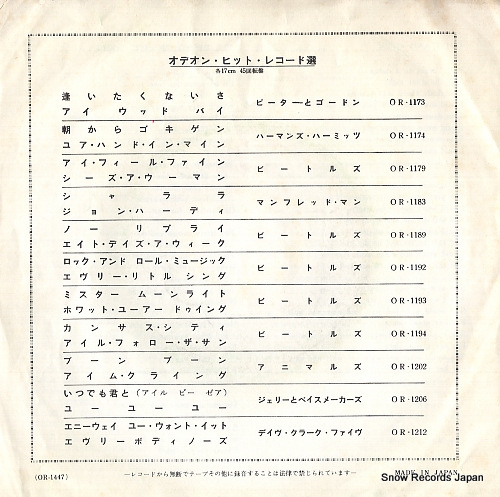 オデオン・ヒット・レコード選
各17cm 45回転盤
逢いたくないさ
アイ ウッド バイ
ピーターとゴードン OR-1173
朝からゴキゲン
ユア・ハンド・イン・マイン
ハーマンズ・ハーミッツ OR-1174
アイ・フィール・ファイン
シーズ・ア・ウーマン
ビートルズ OR-1179
シャララ
ジョン・ハーディ
マンフレッド・マン OR-1183
ノー リプライ
エイト・デイズ・ア・ウィーク
ビートルズ OR-1189
ロック・アンド ロール・ミュージック
エヴリー・リトル シング
ビートルズ OR-1192
ミスター ムーンライト
ホワット・ユーアー ドゥイング
ビートルズ OR-1193
カンサス・シティ
アイル・フォロー・ザ・サン
ビートルズ OR-1194
ブーン ブーン
アイム・クライング
アニマルズ OR-1202
いつでも君と(アイル ビー ゼア)
ユーユーユー
ジェリーとペイスメーカーズ OR-1206
エニーウェイ ユー・ウォント・イット
エヴリーボディノーズ
デイヴ・クラーク・ファイヴ OR-1212
(OR-1447)
—レコードから無断でテープその他に録音することは法律で禁じられています—
MADE IN JAPAN
Snow Records Japan